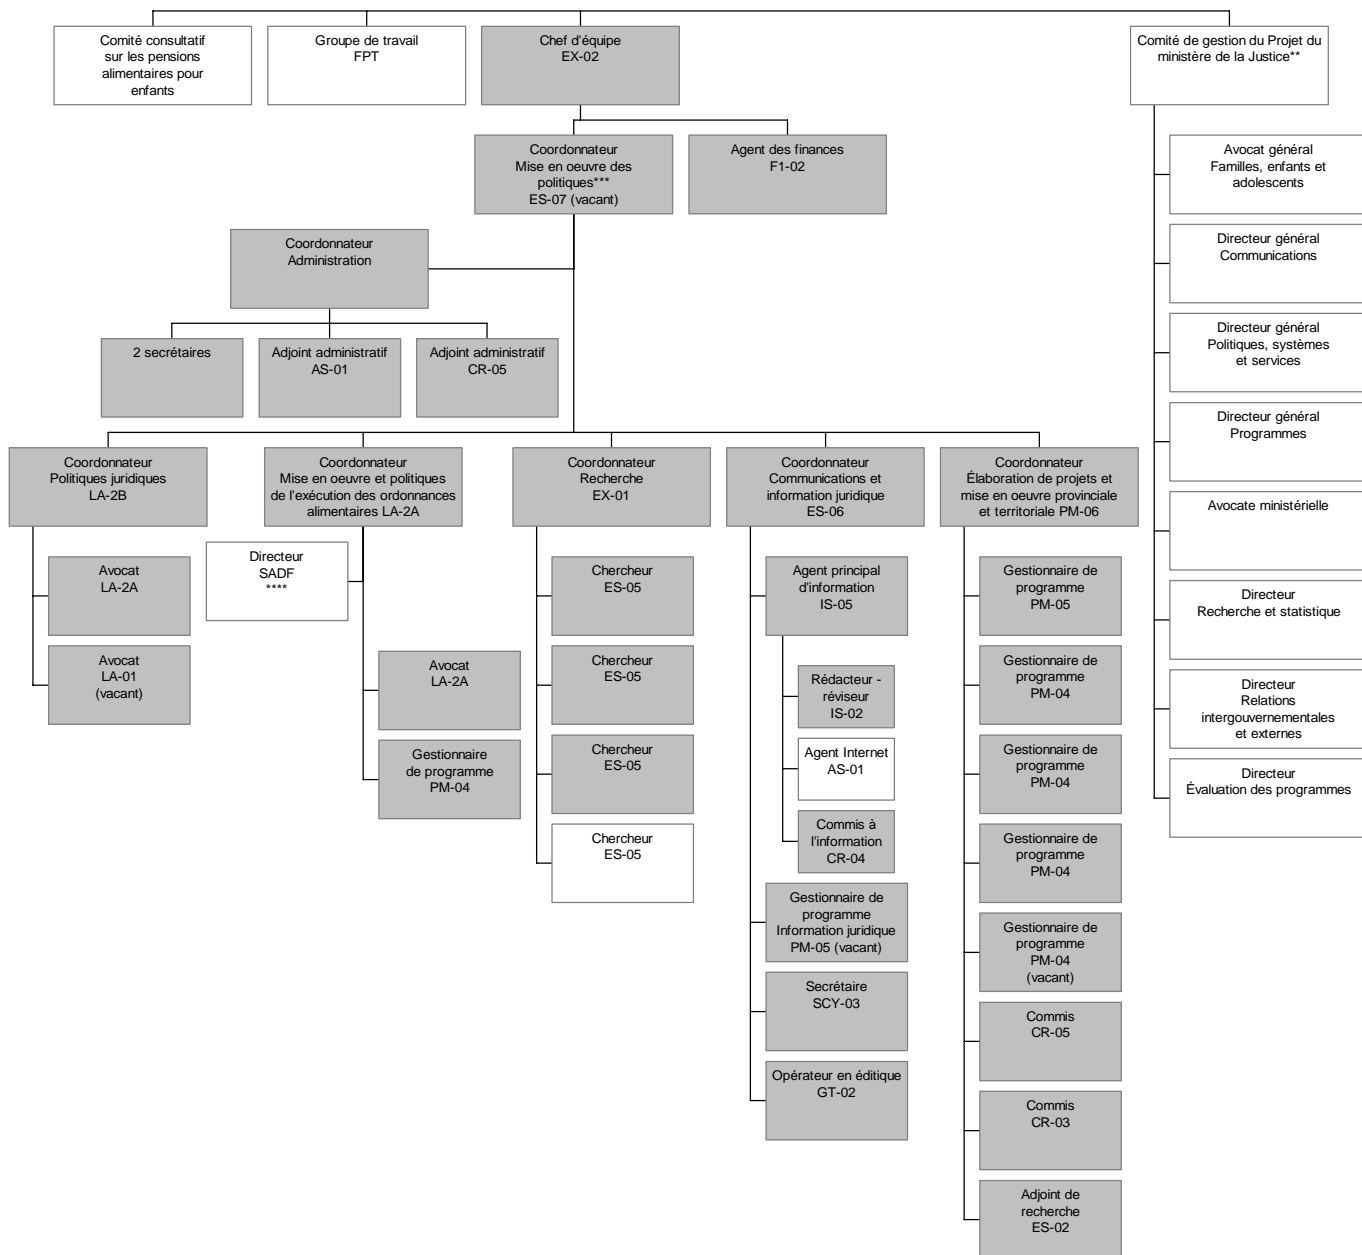 Comité consultatif
sur les pensions
alimentaires pour
enfants
Groupe de travail
FPT
Chef d'équipe
EX-02
Comité de gestion du Projet du
ministère de la Justice**
Coordonnateur
Mise en oeuvre des
politiques***
ES-07 (vacant)
Agent des finances
F1-02
Coordonnateur
Administration
2 secrétaires
Adjoint administratif
AS-01
Adjoint administratif
CR-05
Coordonnateur
Politiques juridiques
LA-2B
Avocat
LA-2A
Avocat
LA-01
(vacant)
Coordonnateur
Mise en oeuvre et politiques
de l'exécution des ordonnances
alimentaires LA-2A
Directeur
SADF
****
Avocat
LA-2A
Gestionnaire
de programme
PM-04
Coordonnateur
Recherche
EX-01
Chercheur
ES-05
Chercheur
ES-05
Chercheur
ES-05
Chercheur
ES-05
Coordonnateur
Communications et
information juridique
ES-06
Agent principal
d'information
IS-05
Rédacteur -
réviseur
IS-02
Agent Internet
AS-01
Commis à
l'information
CR-04
Gestionnaire de
programme
Information juridique
PM-05 (vacant)
Secrétaire
SCY-03
Opérateur en éditique
GT-02
Coordonnateur
Élaboration de projets et
mise en oeuvre provinciale
et territoriale PM-06
Gestionnaire de
programme
PM-05
Gestionnaire de
programme
PM-04
Gestionnaire de
programme
PM-04
Gestionnaire de
programme
PM-04
Gestionnaire de
programme
PM-04
(vacant)
Commis
CR-05
Commis
CR-03
Adjoint de
recherche
ES-02
Avocat général
Familles, enfants et
adolescents
Directeur général
Communications
Directeur général
Politiques, systèmes
et services
Directeur général
Programmes
Avocate ministérielle
Directeur
Recherche et statistique
Directeur
Relations
intergouvernementales
et externes
Directeur
Évaluation des programmes